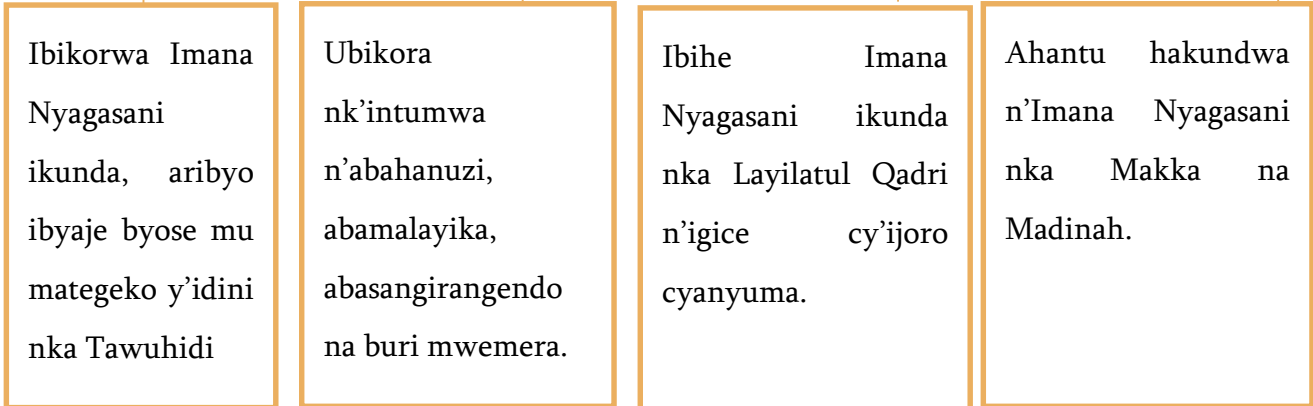 Ibikorwa Imana
Nyagasani
ikunda, aribyo
ibyaje byose mu
mategeko y’idini
nka Tawuhidi
Ubikora
nk’intumwa
n’abahanuzi,
abamalayika,
abasangirangendo
na buri mwemera.
Ibihe Imana
Nyagasani ikunda
nka Layilatul Qadri
n’igice cy’ijoro
cyanyuma.
Ahantu hakundwa
n’Imana Nyagasani
nka Makka na
Madinah.